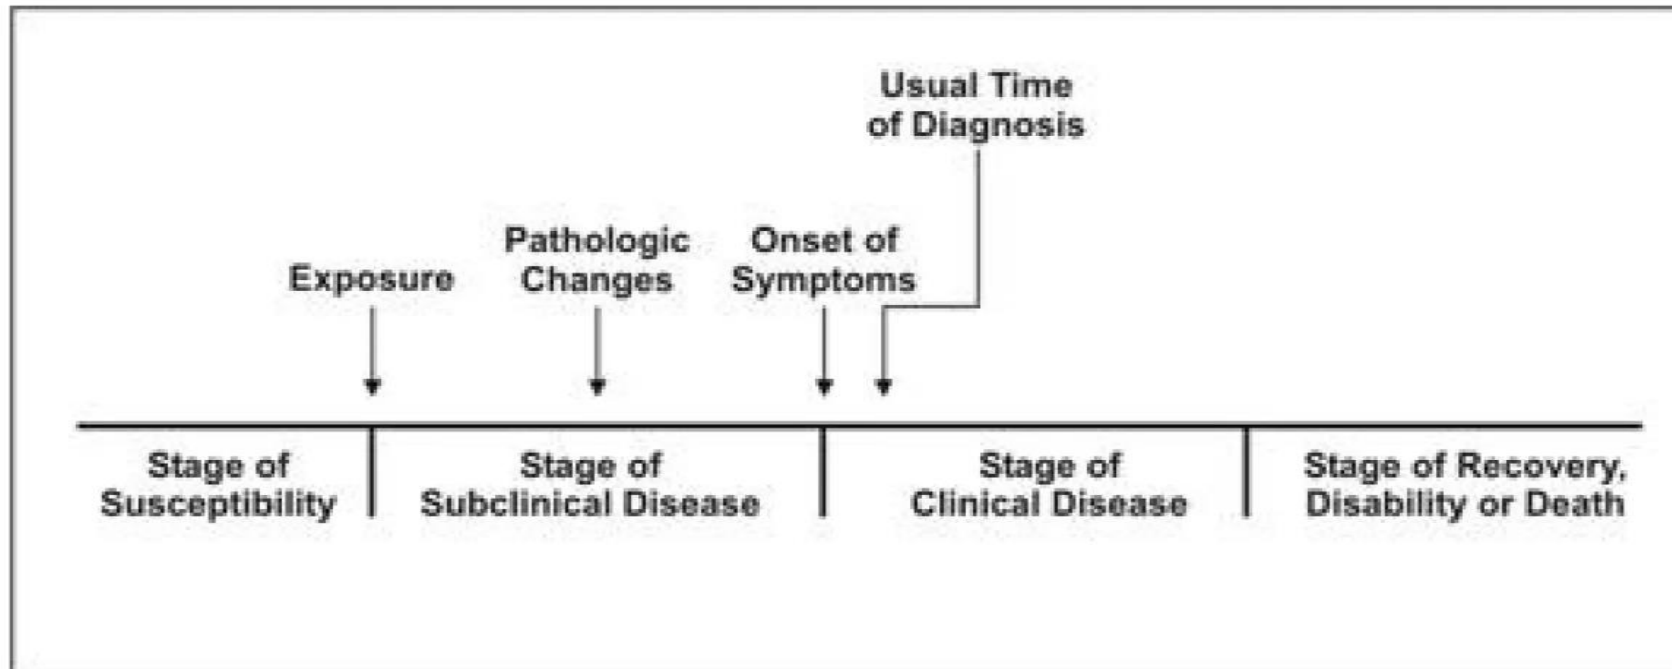 Usual Time
of Diagnosis
Pathologic
Changes
Onset of
Symptoms
Exposure
Stage of
Susceptibility
Stage of
Subclinical Disease
Stage of
Clinical Disease
Stage of Recovery,
Disability or Death